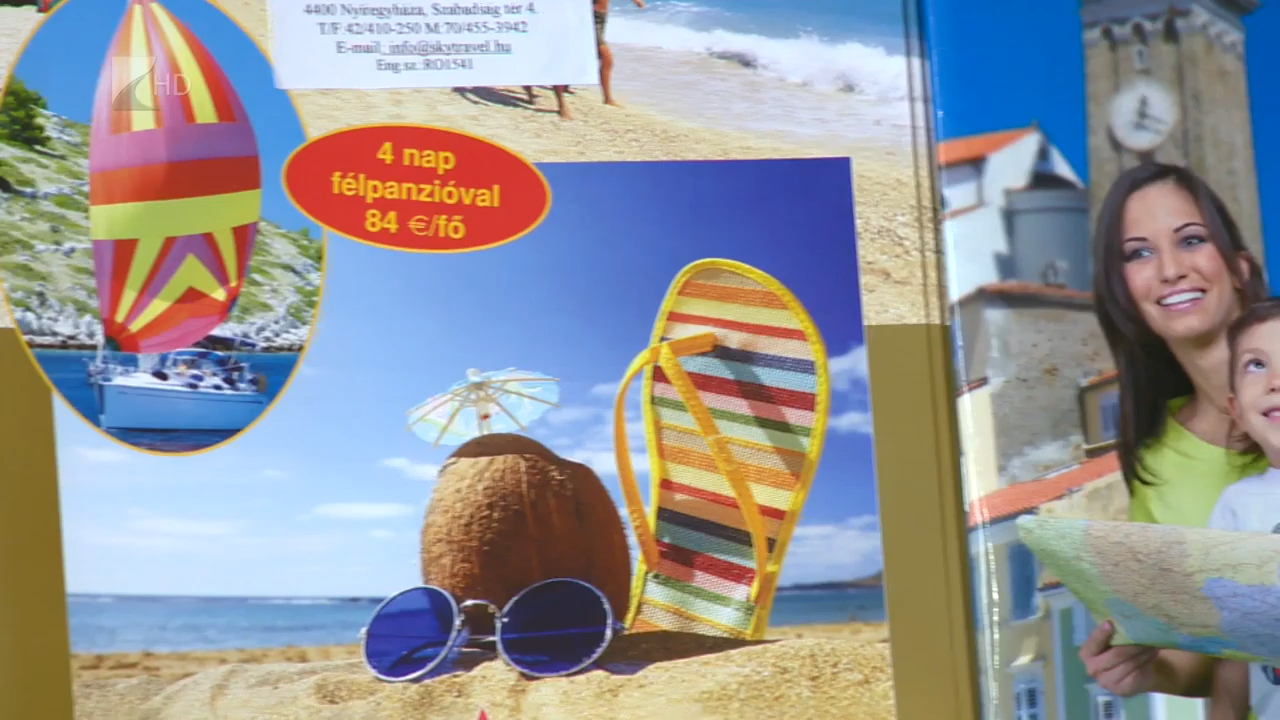 4400 Nyíregyháza, Szabadság tér 4.
T/F:42/410-250 M:70/455-3942
E-mail: info@skytravel.hu
Eng.sz.:R01541
HD
4 nap
félpanzióval
84 €/fő